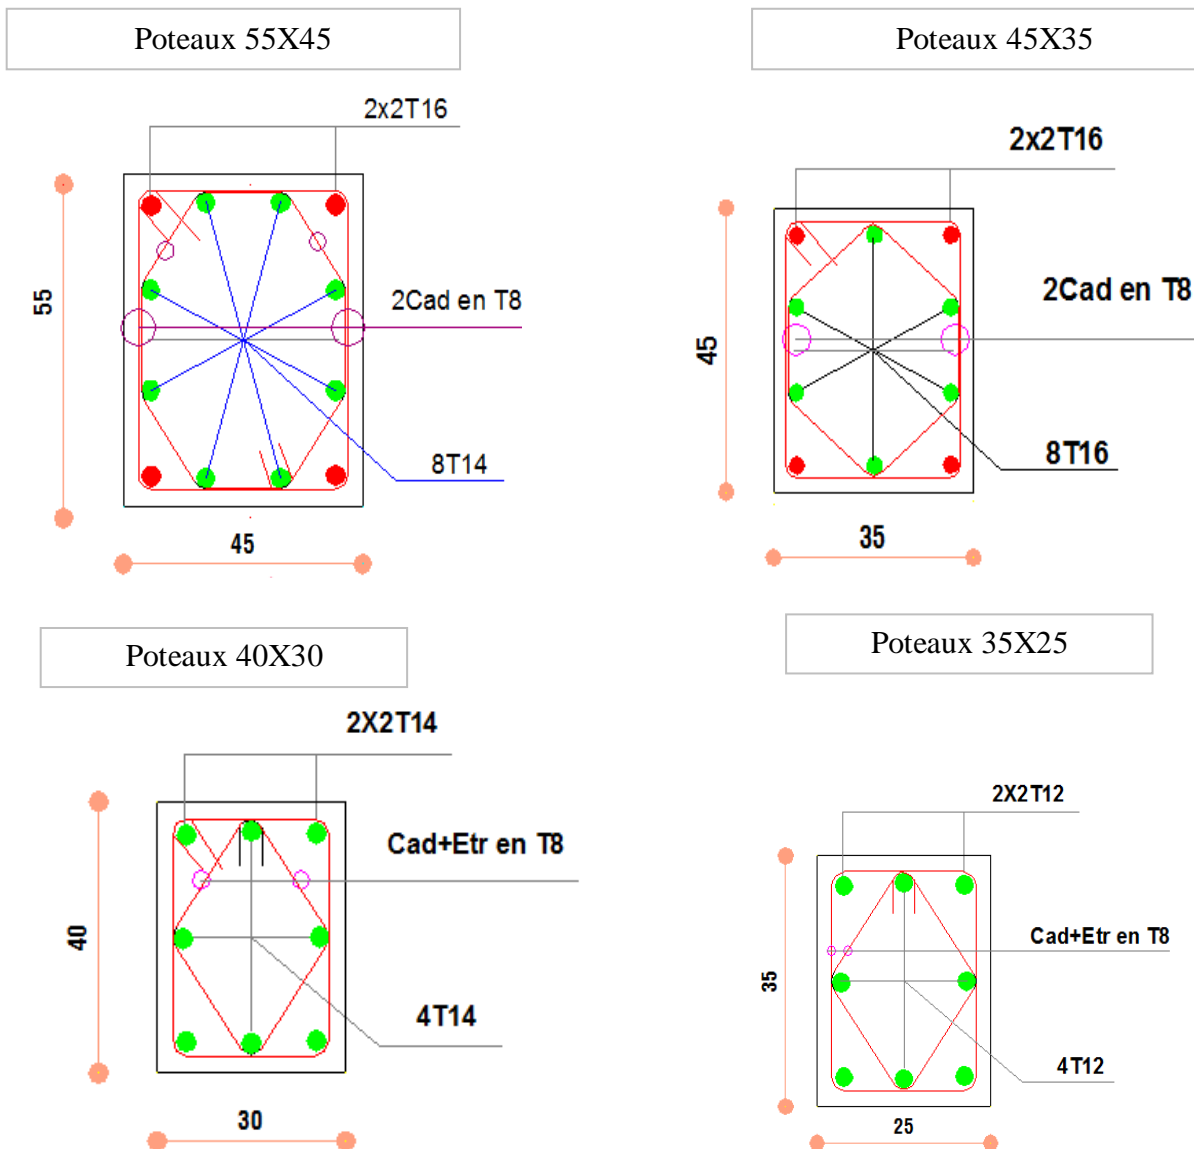 Poteaux 55X45
2x2T16
55
2Cad en T8
8T14
45
Poteaux 45X35
2x2T16
45
2Cad en T8
8T16
35
Poteaux 40X30
2X2T14
40
Cad+Etr en T8
4T14
30
Poteaux 35X25
2X2T12
35
Cad+Etr en T8
4T12
25